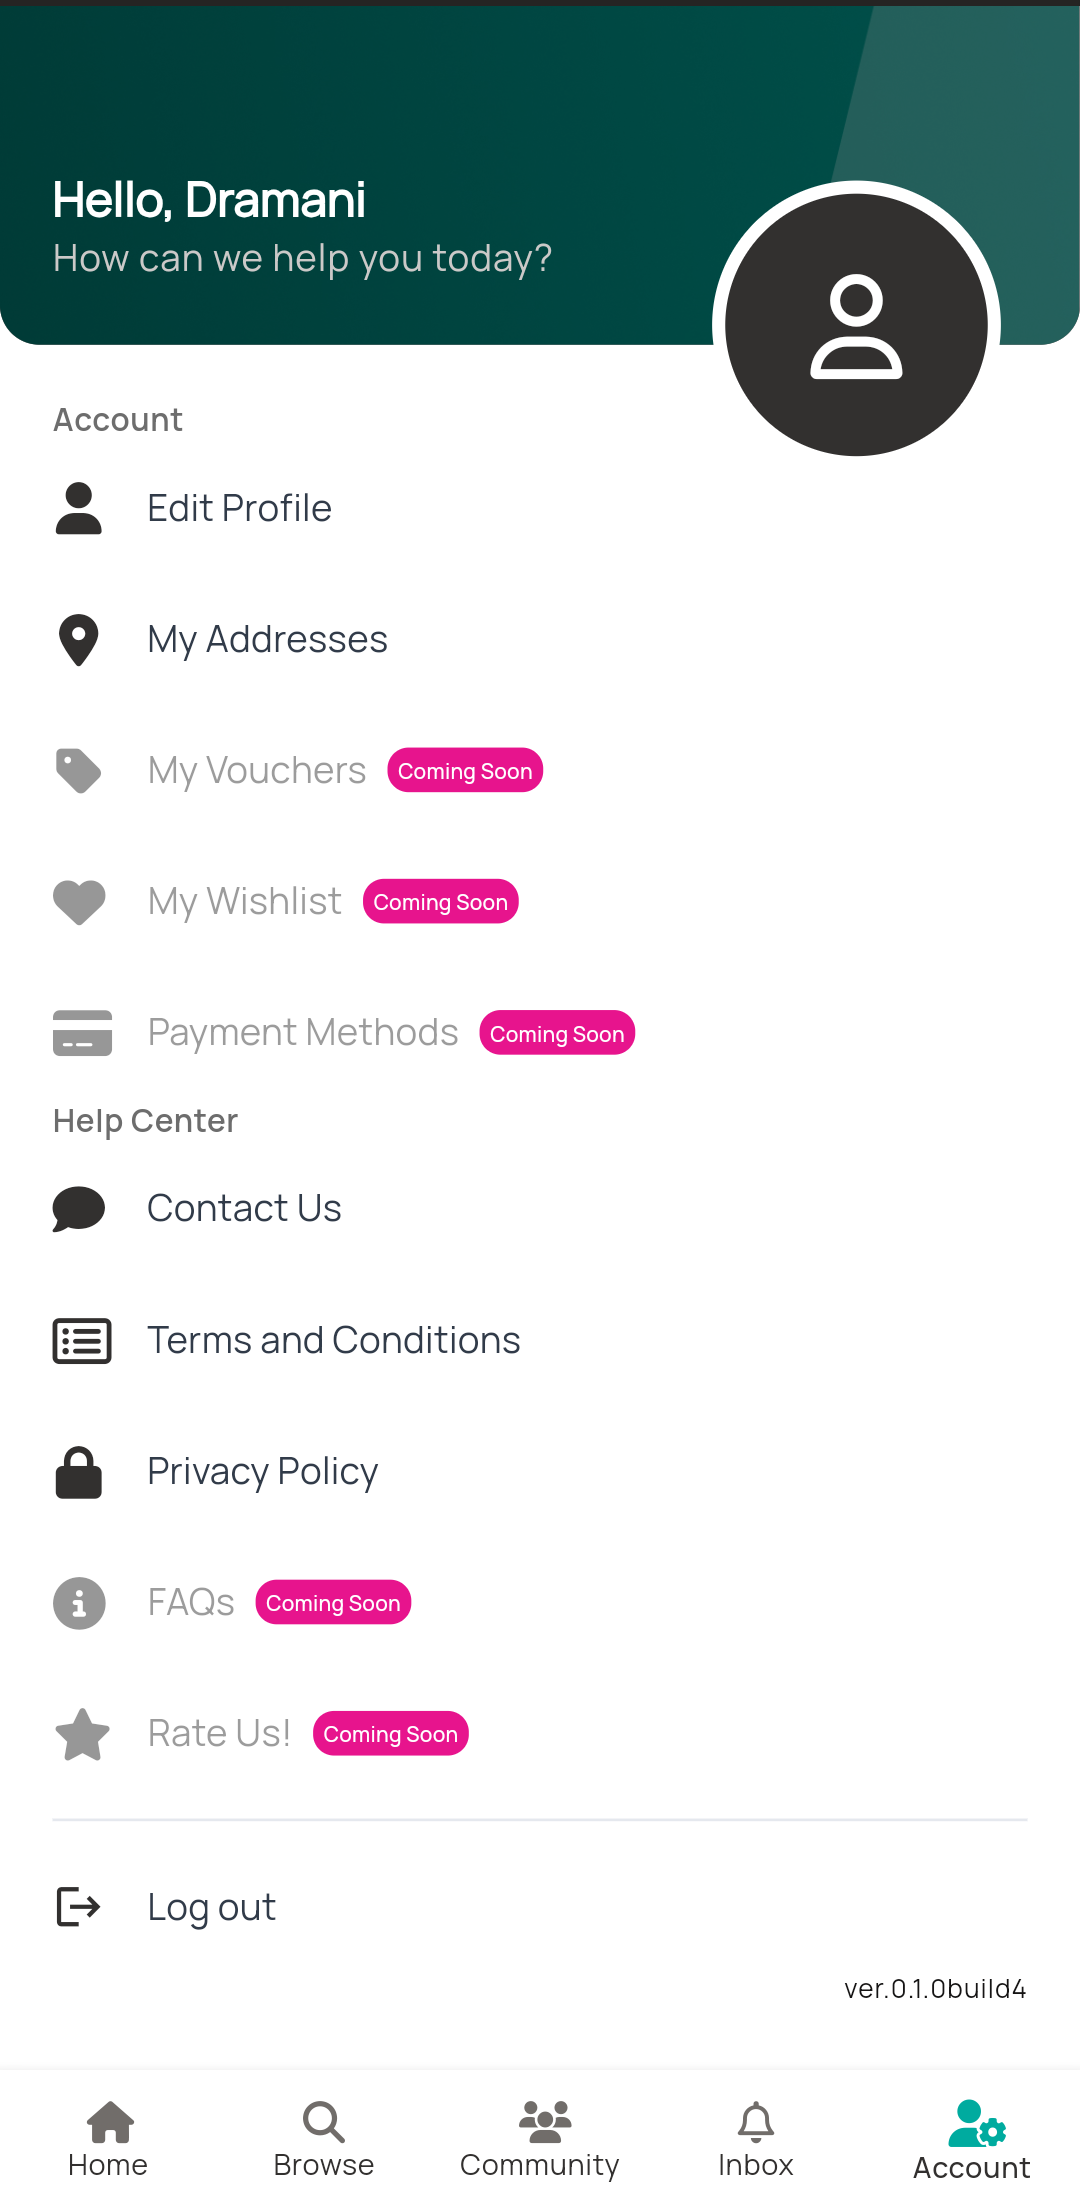 Hello, Dramani
How can we help you today?
Account
Edit Profile
My Addresses
My Vouchers Coming Soon
My Wishlist Coming Soon
Payment Methods Coming Soon
Help Center
Contact Us
Terms and Conditions
Privacy Policy
FAQs Coming Soon
Rate Us! Coming Soon
Log out
ver.0.1.0build4
Home Browse Community Inbox Account